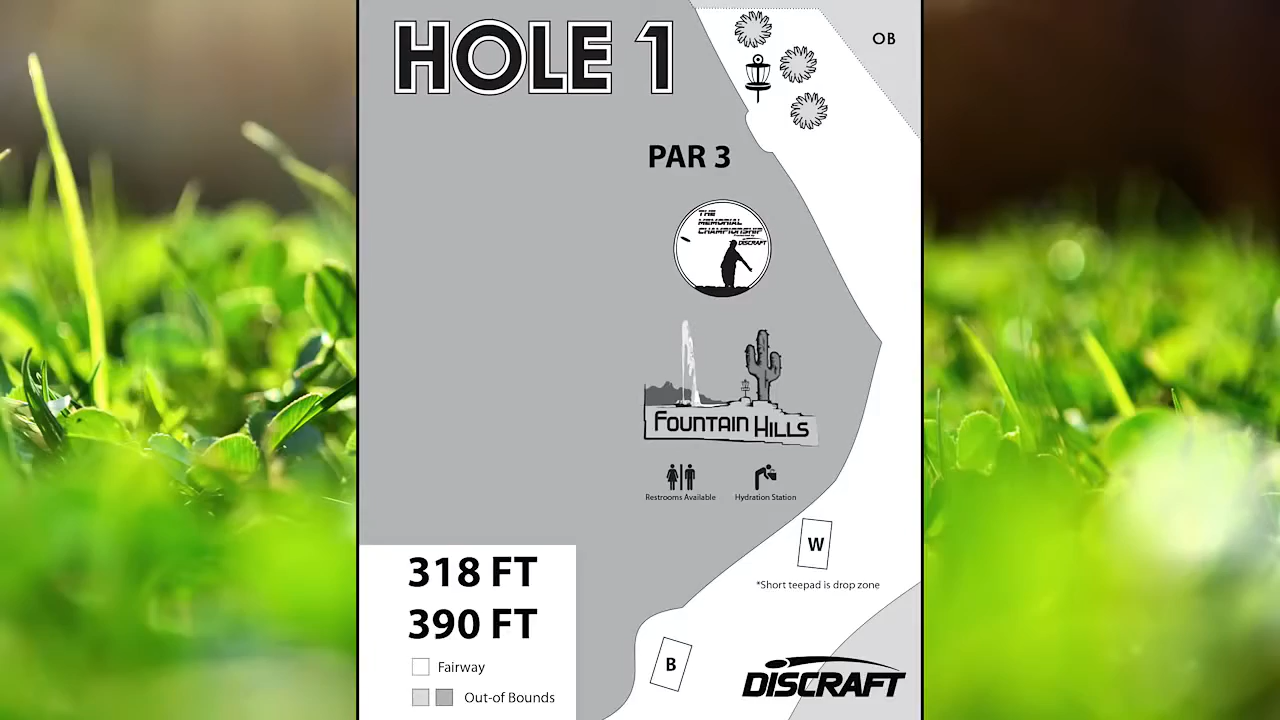 HOLE 1
OB
PAR 3
THE
MEMORIAL
CHAMPIONSHIP
DISCRAFT
FOUNTAIN HILLS
Restrooms Available
Hydration Station
W
*Short teepad is drop zone
318 FT
390 FT
B
Fairway
Out-of Bounds
DISCRAFT